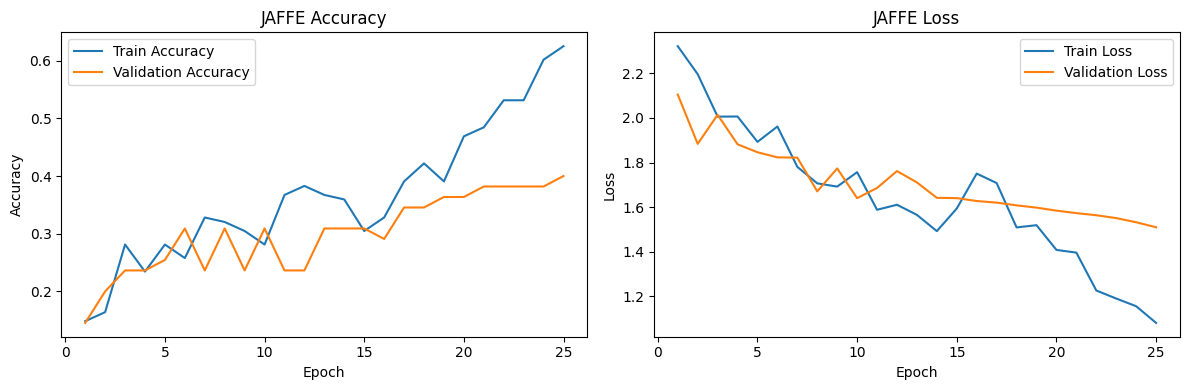 JAFFE Accuracy
Train Accuracy
Validation Accuracy
Accuracy
0.6
0.5
0.4
0.3
0.2
0 5 10 15 20 25
Epoch
JAFFE Loss
Train Loss
Validation Loss
Loss
2.2
2.0
1.8
1.6
1.4
1.2
0 5 10 15 20 25
Epoch